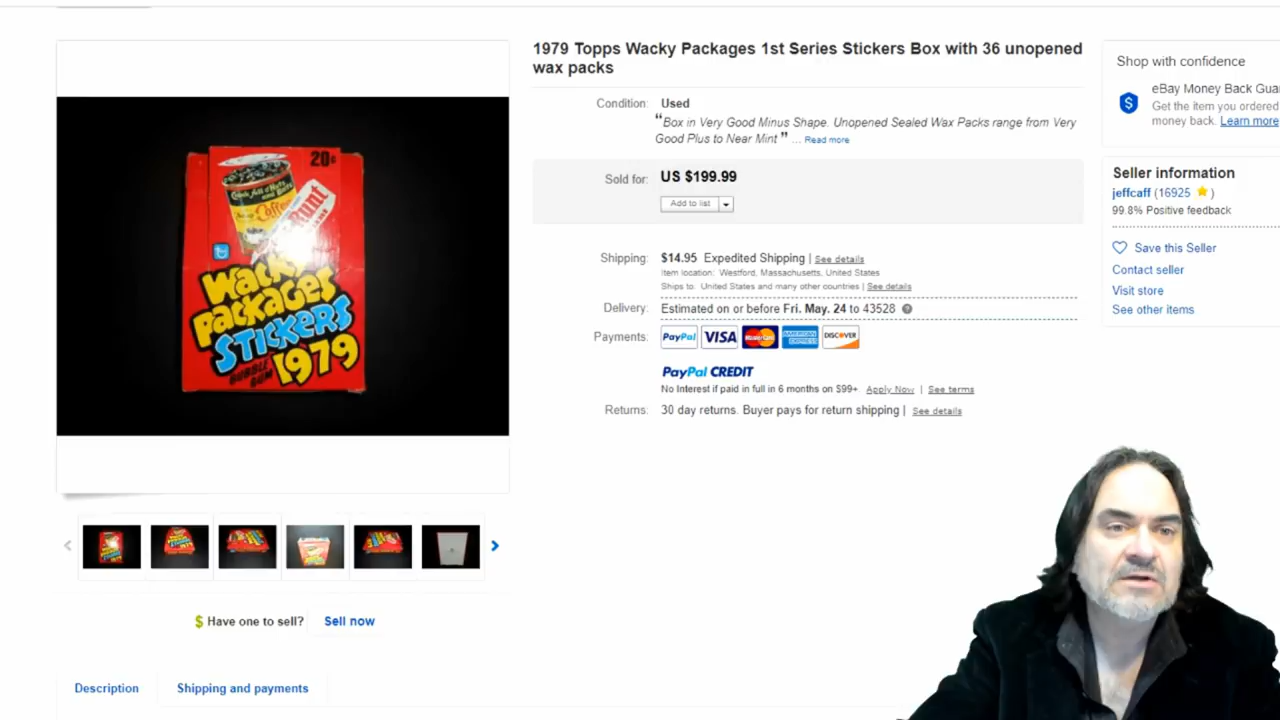 1979 Topps Wacky Packages 1st Series Stickers Box with 36 unopened
wax packs
Condition: Used
“Box in Very Good Minus Shape. Unopened Sealed Wax Packs range from Very
Good Plus to Near Mint ” ... Read more
Sold for: US $199.99
Add to list
Shipping: $14.95 Expedited Shipping | See details
Item location: Westford, Massachusetts, United States
Ships to: United States and many other countries | See details
Delivery: Estimated on or before Fri. May. 24 to 43528
Payments: PayPal VISA MasterCard AMERICAN EXPRESS DISCOVER
PayPal CREDIT
No Interest if paid in full in 6 months on $99+ Apply Now | See terms
Returns: 30 day returns. Buyer pays for return shipping | See details
Shop with confidence
eBay Money Back Gua
Get the item you ordered
money back. Learn more
Seller information
jeffcaff (16925 )
99.8% Positive feedback
Save this Seller
Contact seller
Visit store
See other items
20¢
Wacky
Packages
STICKERS
BUBBLE
GUM
1979
$ Have one to sell? Sell now
Description
Shipping and payments